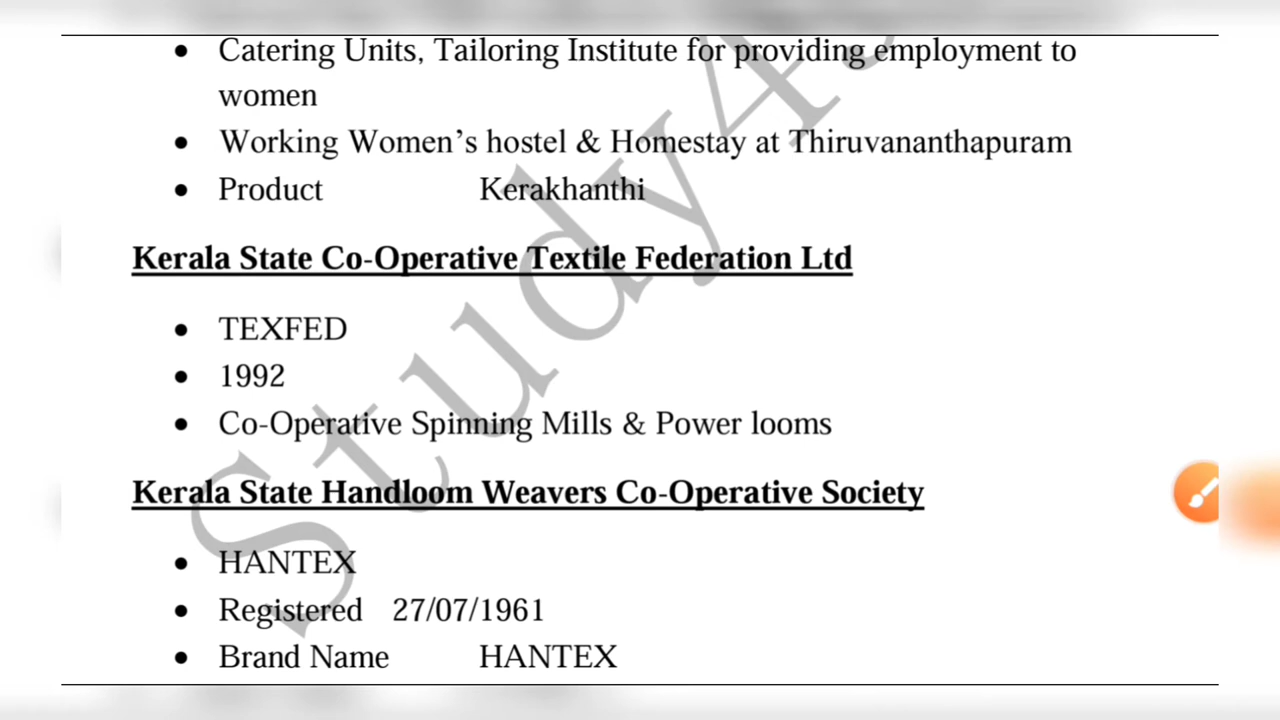 Catering Units, Tailoring Institute for providing employment to
women
Working Women's hostel & Homestay at Thiruvananthapuram
Product Kerakhanthi
Kerala State Co-Operative Textile Federation Ltd
TEXFED
1992
Co-Operative Spinning Mills & Power looms
Kerala State Handloom Weavers Co-Operative Society
HANTEX
Registered 27/07/1961
Brand Name HANTEX
Study4